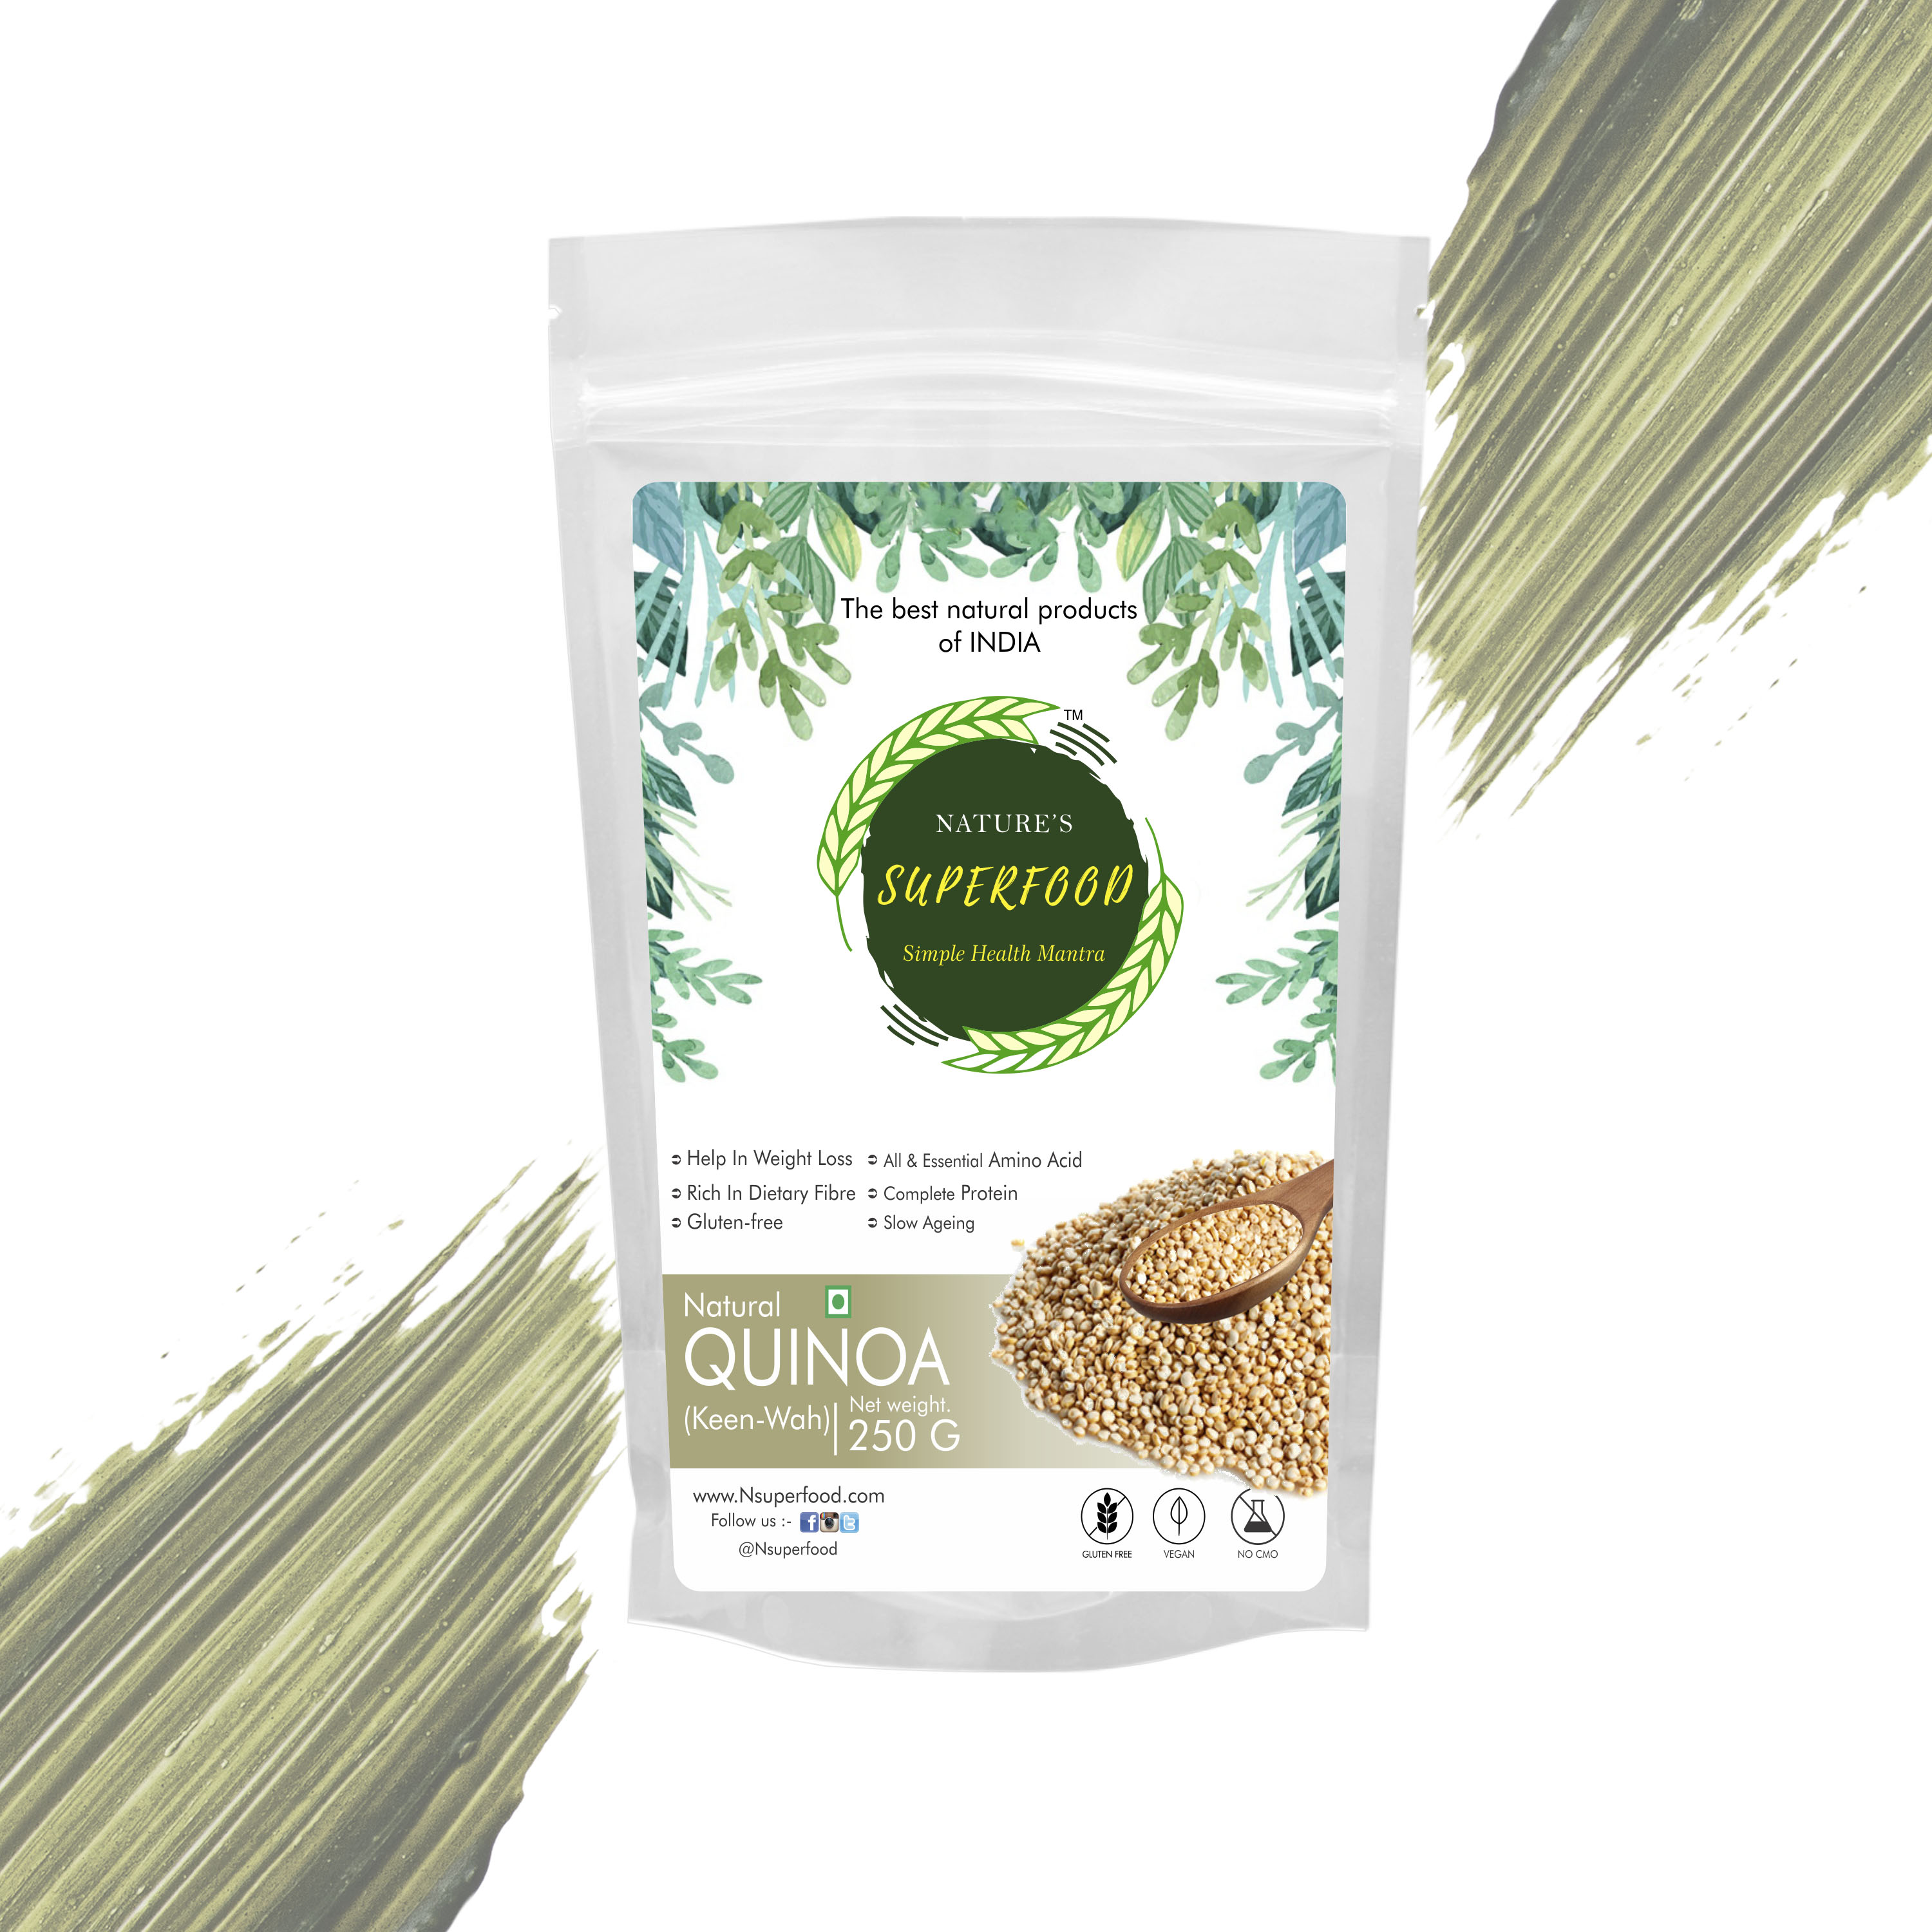 The best natural products
of INDIA
TM
NATURE'S
SUPERFOOD
Simple Health Mantra
Help In Weight Loss
Rich In Dietary Fibre
Gluten-free
All & Essential Amino Acid
Complete Protein
Slow Ageing
Natural
QUINOA
(Keen-Wah)
Net weight.
250 G
www.Nsuperfood.com
Follow us :-
@Nsuperfood
GLUTEN FREE
VEGAN
NO CMO